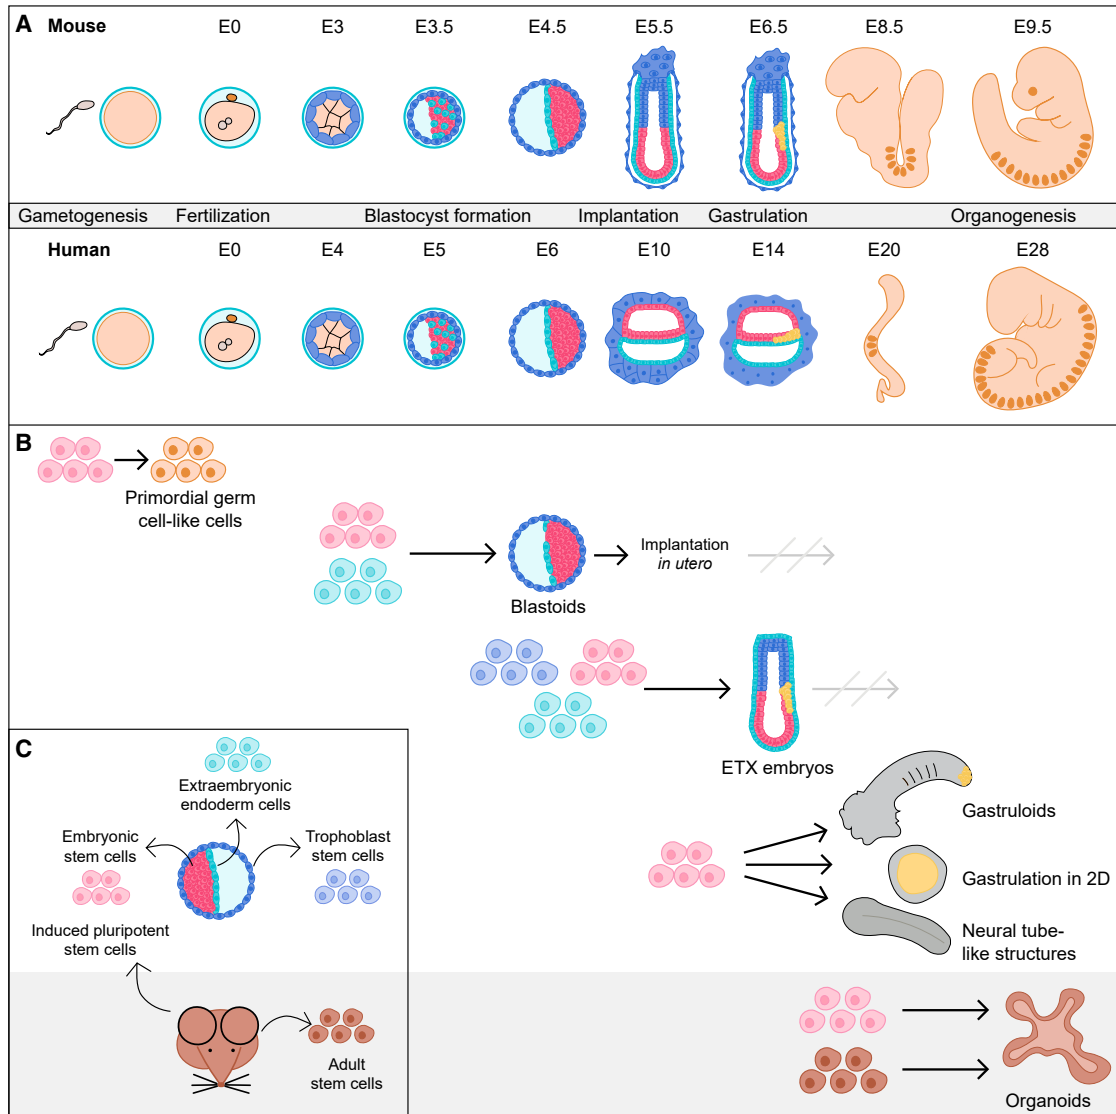 A Mouse E0 E3 E3.5 E4.5 E5.5 E6.5 E8.5 E9.5
Gametogenesis Fertilization Blastocyst formation Implantation Gastrulation Organogenesis
Human E0 E4 E5 E6 E10 E14 E20 E28
B
Primordial germ
cell-like cells
Implantation
in utero
Blastoids
ETX embryos
Gastruloids
Gastrulation in 2D
Neural tube-
like structures
Organoids
C
Extraembryonic
endoderm cells
Embryonic
stem cells
Trophoblast
stem cells
Induced pluripotent
stem cells
Adult
stem cells